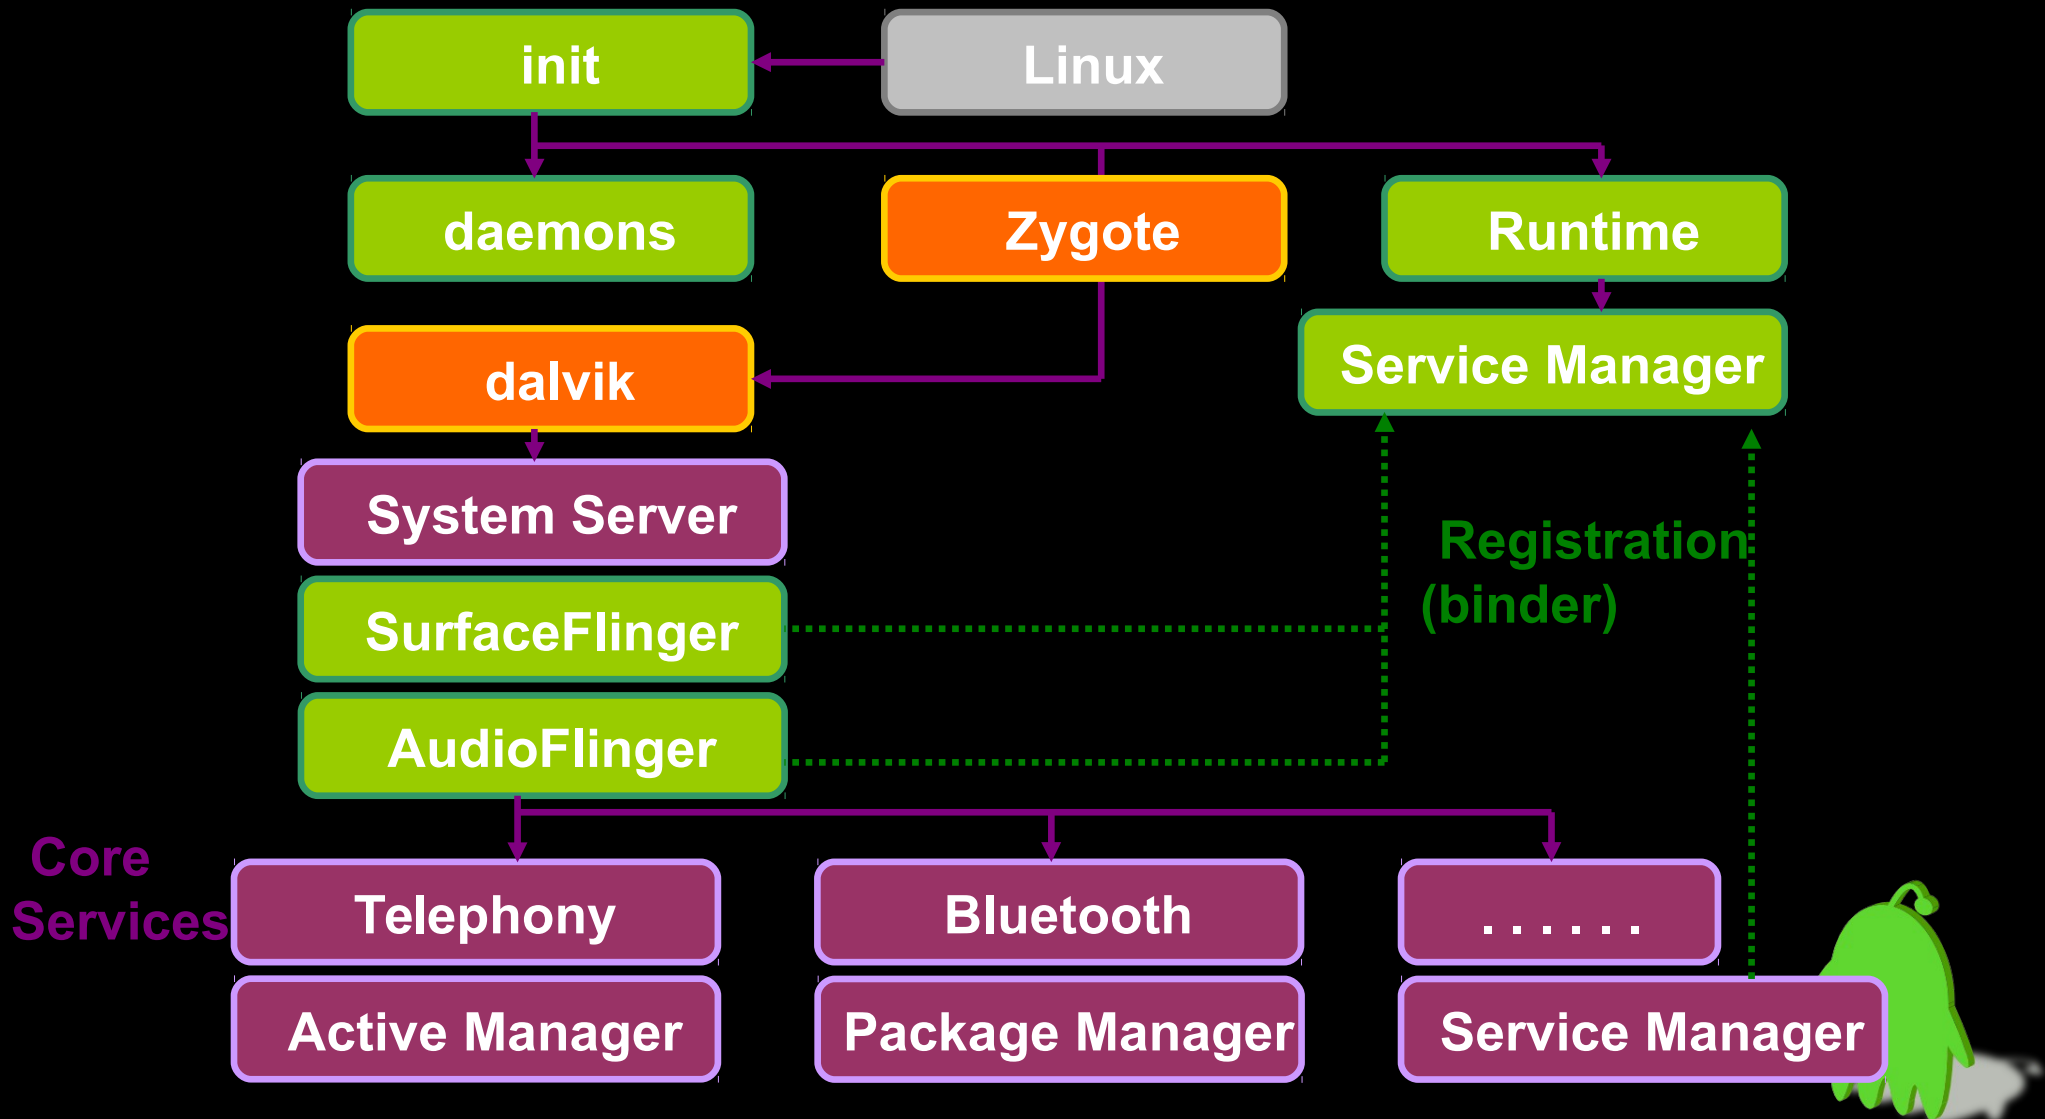 init
Linux
daemons
Zygote
Runtime
dalvik
Service Manager
System Server
Registration
(binder)
SurfaceFlinger
AudioFlinger
Core
Services
Telephony
Bluetooth
. . . . . .
Active Manager
Package Manager
Service Manager